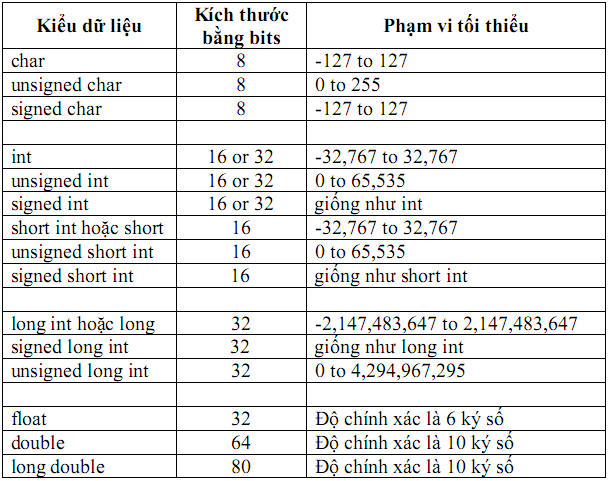 Kiểu dữ liệu Kích thước bằng bits Phạm vi tối thiểu
char 8 -127 to 127
unsigned char 8 0 to 255
signed char 8 -127 to 127
int 16 or 32 -32,767 to 32,767
unsigned int 16 or 32 0 to 65,535
signed int 16 or 32 giống như int
short int hoặc short 16 -32,767 to 32,767
unsigned short int 16 0 to 65,535
signed short int 16 giống như short int
long int hoặc long 32 -2,147,483,647 to 2,147,483,647
signed long int 32 giống như long int
unsigned long int 32 0 to 4,294,967,295
float 32 Độ chính xác là 6 ký số
double 64 Độ chính xác là 10 ký số
long double 80 Độ chính xác là 10 ký số